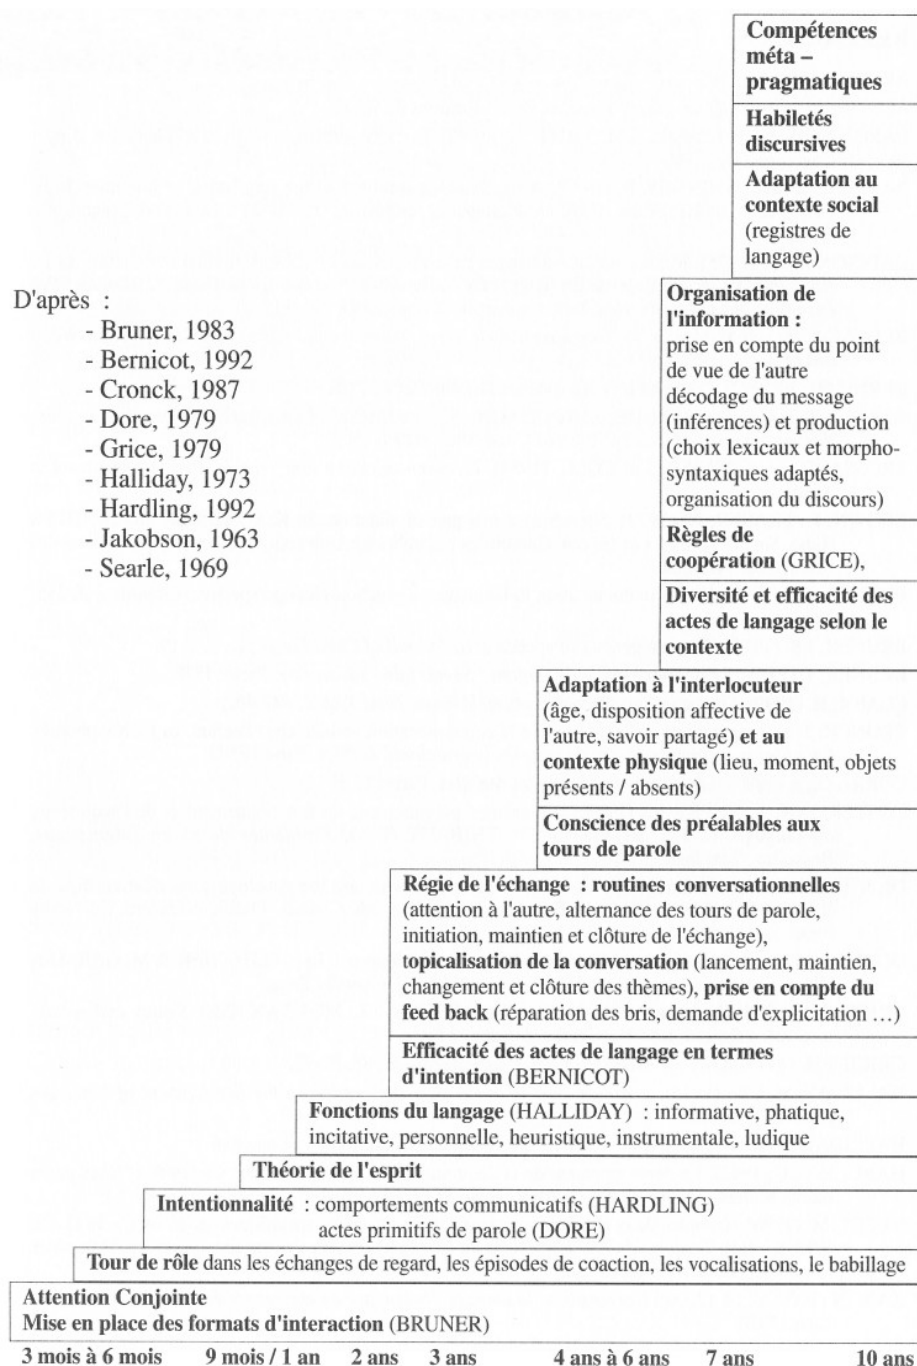 Compétences
méta –
pragmatiques
Habiletés
discursives
Adaptation au
contexte social
(registres de
langage)
D'après :
- Bruner, 1983
- Bernicot, 1992
- Cronck, 1987
- Dore, 1979
- Grice, 1979
- Halliday, 1973
- Hardling, 1992
- Jakobson, 1963
- Searle, 1969
Organisation de
l'information :
prise en compte du point
de vue de l'autre
décodage du message
(inférences) et production
(choix lexicaux et morpho-
syntaxiques adaptés,
organisation du discours)
Règles de
coopération (GRICE),
Diversité et efficacité des
actes de langage selon le
contexte
Adaptation à l'interlocuteur
(âge, disposition affective de
l'autre, savoir partagé) et au
contexte physique (lieu, moment, objets
présents / absents)
Conscience des préalables aux
tours de parole
Régie de l'échange : routines conversationnelles
(attention à l'autre, alternance des tours de parole,
initiation, maintien et clôture de l'échange),
topicalisation de la conversation (lancement, maintien,
changement et clôture des thèmes), prise en compte du
feed back (réparation des bris, demande d'explicitation …)
Efficacité des actes de langage en termes
d'intention (BERNICOT)
Fonctions du langage (HALLIDAY) : informative, phatique,
incitative, personnelle, heuristique, instrumentale, ludique
Théorie de l'esprit
Intentionnalité : comportements communicatifs (HARDLING)
actes primitifs de parole (DORE)
Tour de rôle dans les échanges de regard, les épisodes de coaction, les vocalisations, le babillage
Attention Conjointe
Mise en place des formats d'interaction (BRUNER)
3 mois à 6 mois 9 mois / 1 an 2 ans 3 ans 4 ans à 6 ans 7 ans 10 ans